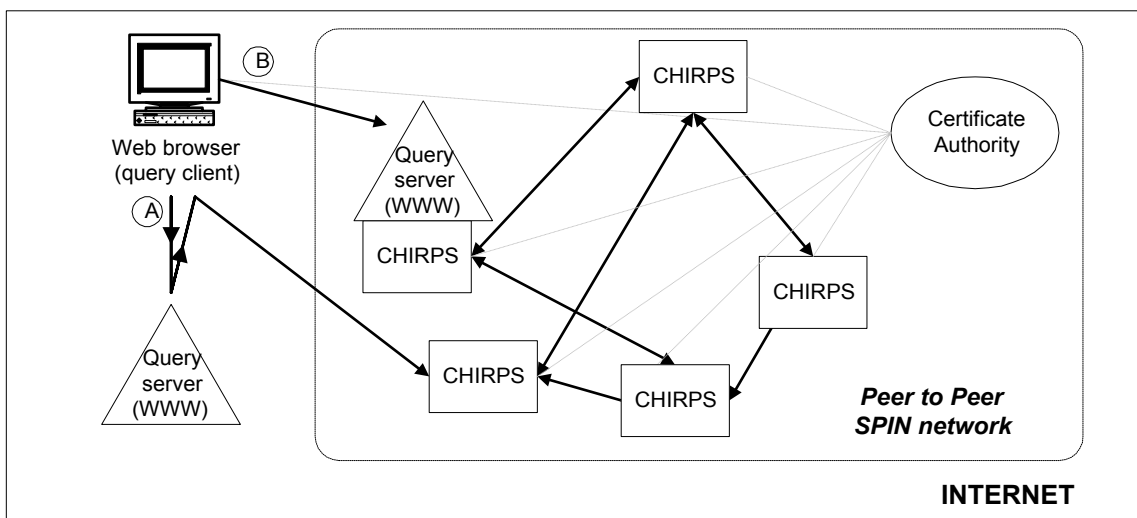 B
CHIRPS
Certificate
Authority
Web browser
(query client)
Query
server
(WWW)
A
CHIRPS
CHIRPS
Query
server
(WWW)
CHIRPS
CHIRPS
Peer to Peer
SPIN network
INTERNET